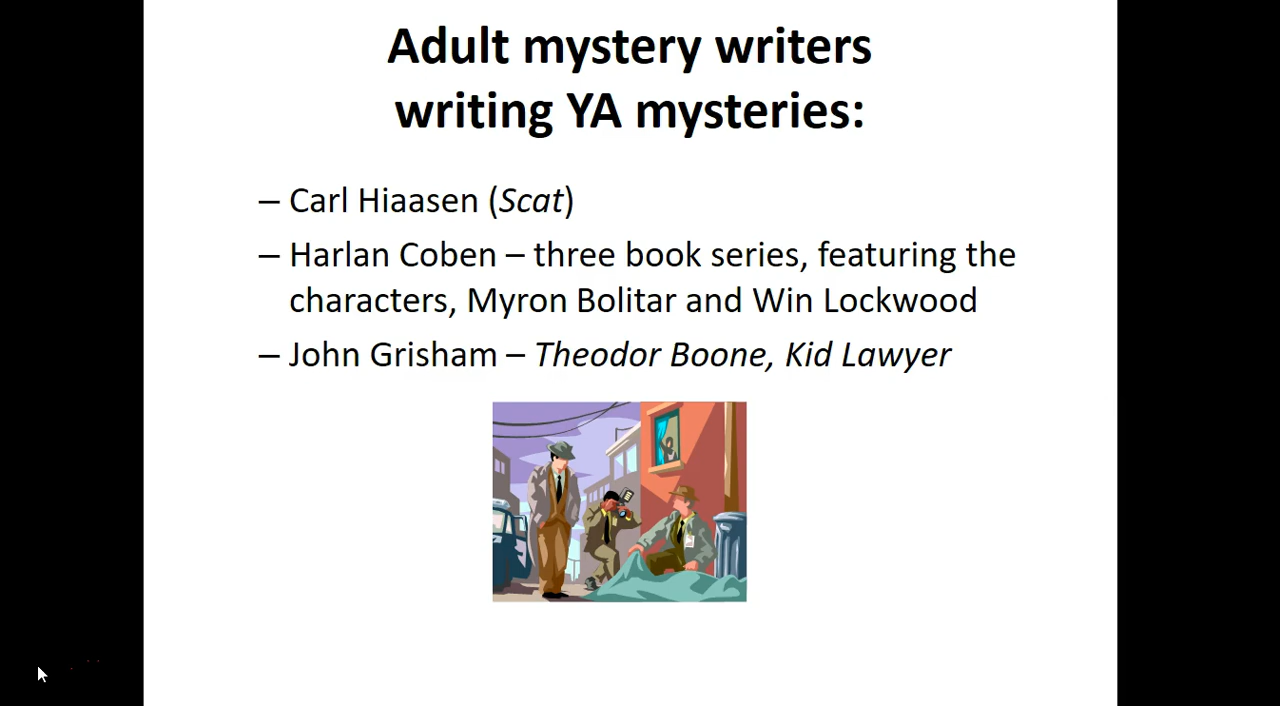 Adult mystery writers
writing YA mysteries:
– Carl Hiaasen (Scat)
– Harlan Coben – three book series, featuring the
characters, Myron Bolitar and Win Lockwood
– John Grisham – Theodor Boone, Kid Lawyer